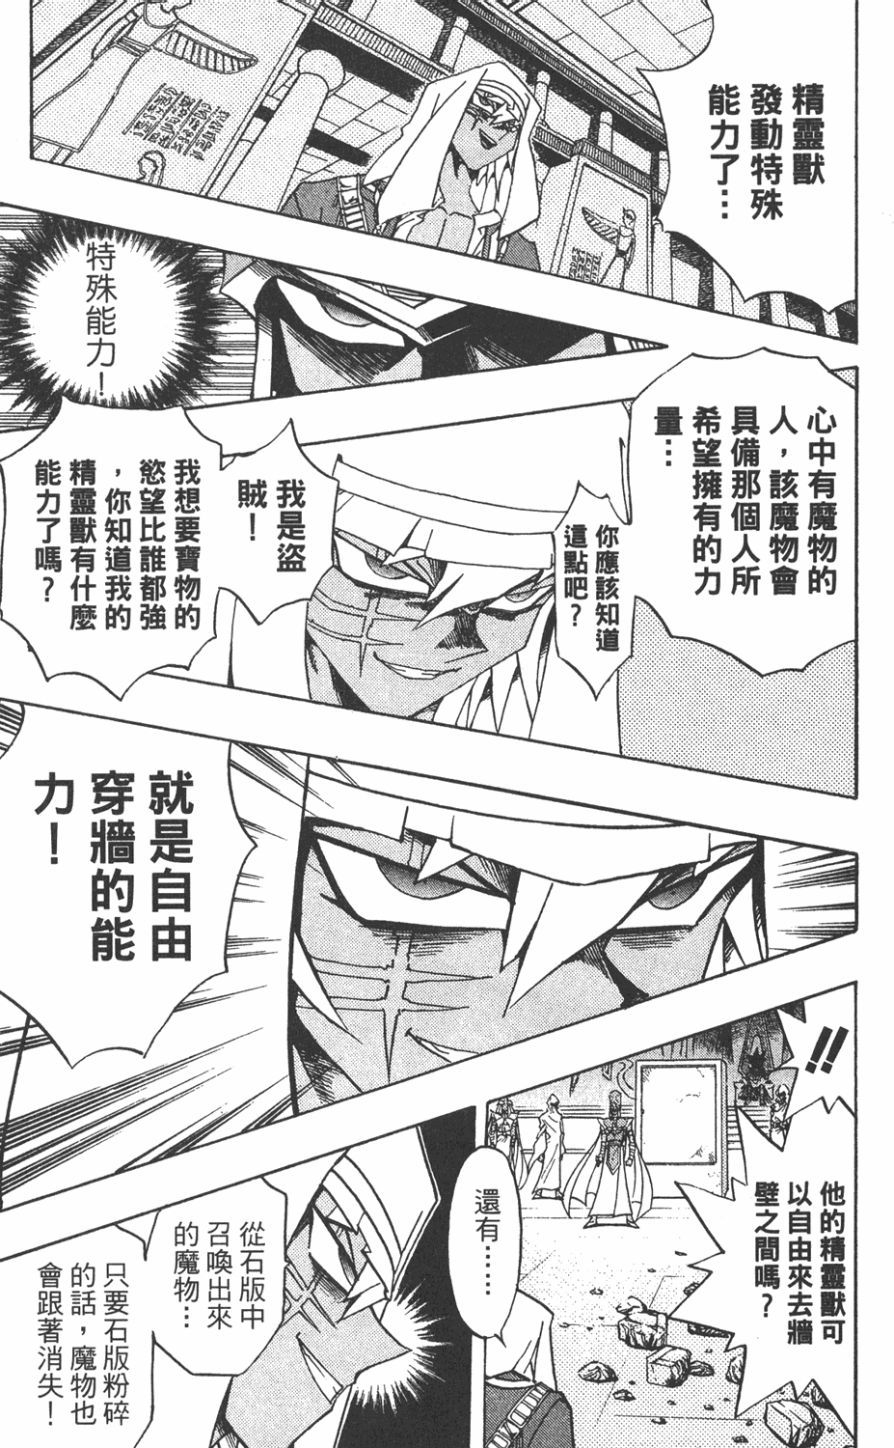 精靈獸
發動特殊
能力了…
特殊能力！
心中有魔物的
人，該魔物會
具備那個人所
希望擁有的力
量…
你應該知道
這點吧？
我是盜
賊！
我想要寶物的
慾望比誰都強
，你知道我的
精靈獸有什麼
能力了嗎？
就是自由
穿牆的能
力！
!!
他的精靈獸可
以自由來去牆
壁之間嗎？
還有……
從石版中
召喚出來
的魔物…
只要石版粉碎
的話，魔物也
會跟著消失！